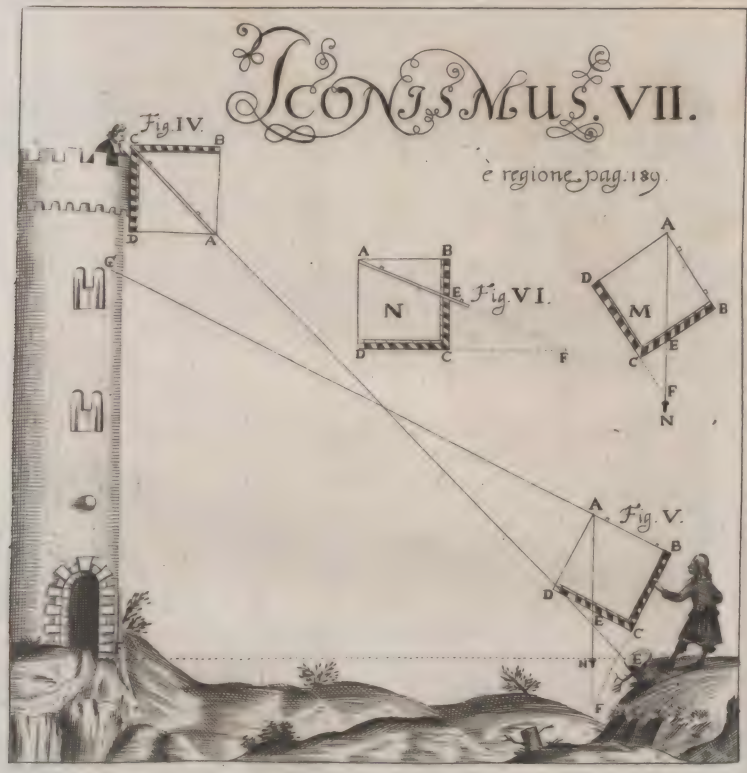 ICONISMUS. VII.
è regione pag. 189.
Fig. IV.
C B
D A
G
A B
E Fig. VI.
N
D C F
A
D
M B
E
C
F
N
A Fig. V.
B
D
E C
H E
F